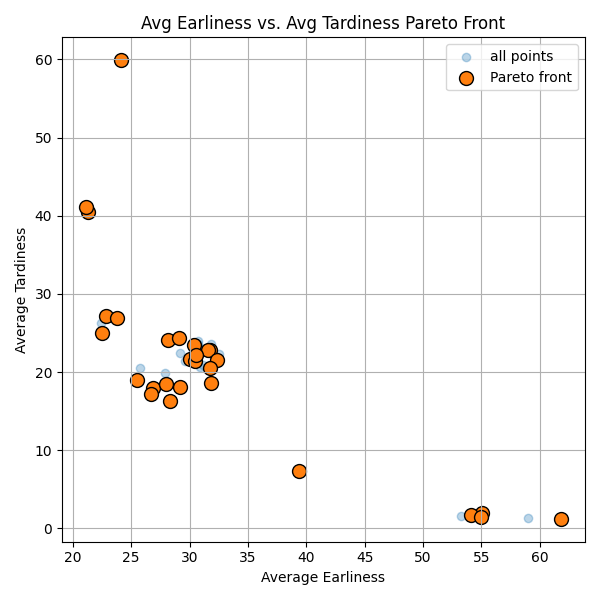 Avg Earliness vs. Avg Tardiness Pareto Front
all points
Pareto front
60
50
40
30
20
10
0
Average Tardiness
20 25 30 35 40 45 50 55 60
Average Earliness